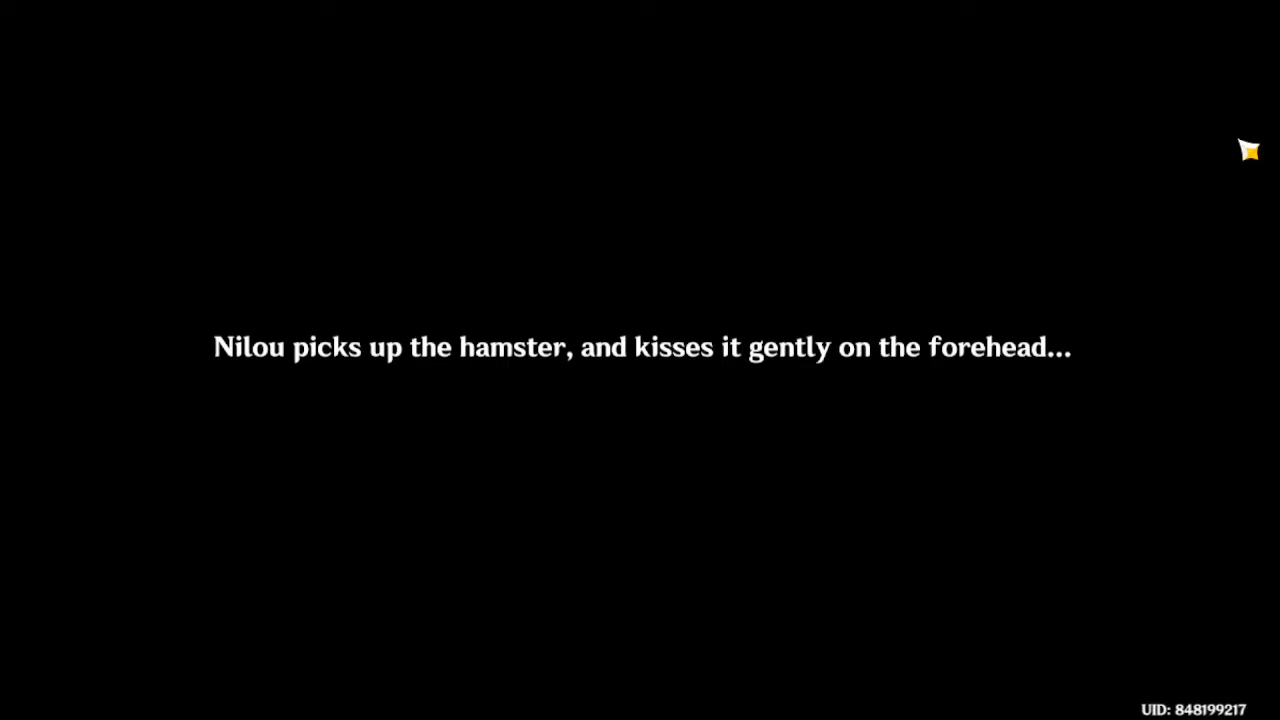 Nilou picks up the hamster, and kisses it gently on the forehead...
UID: 848199217